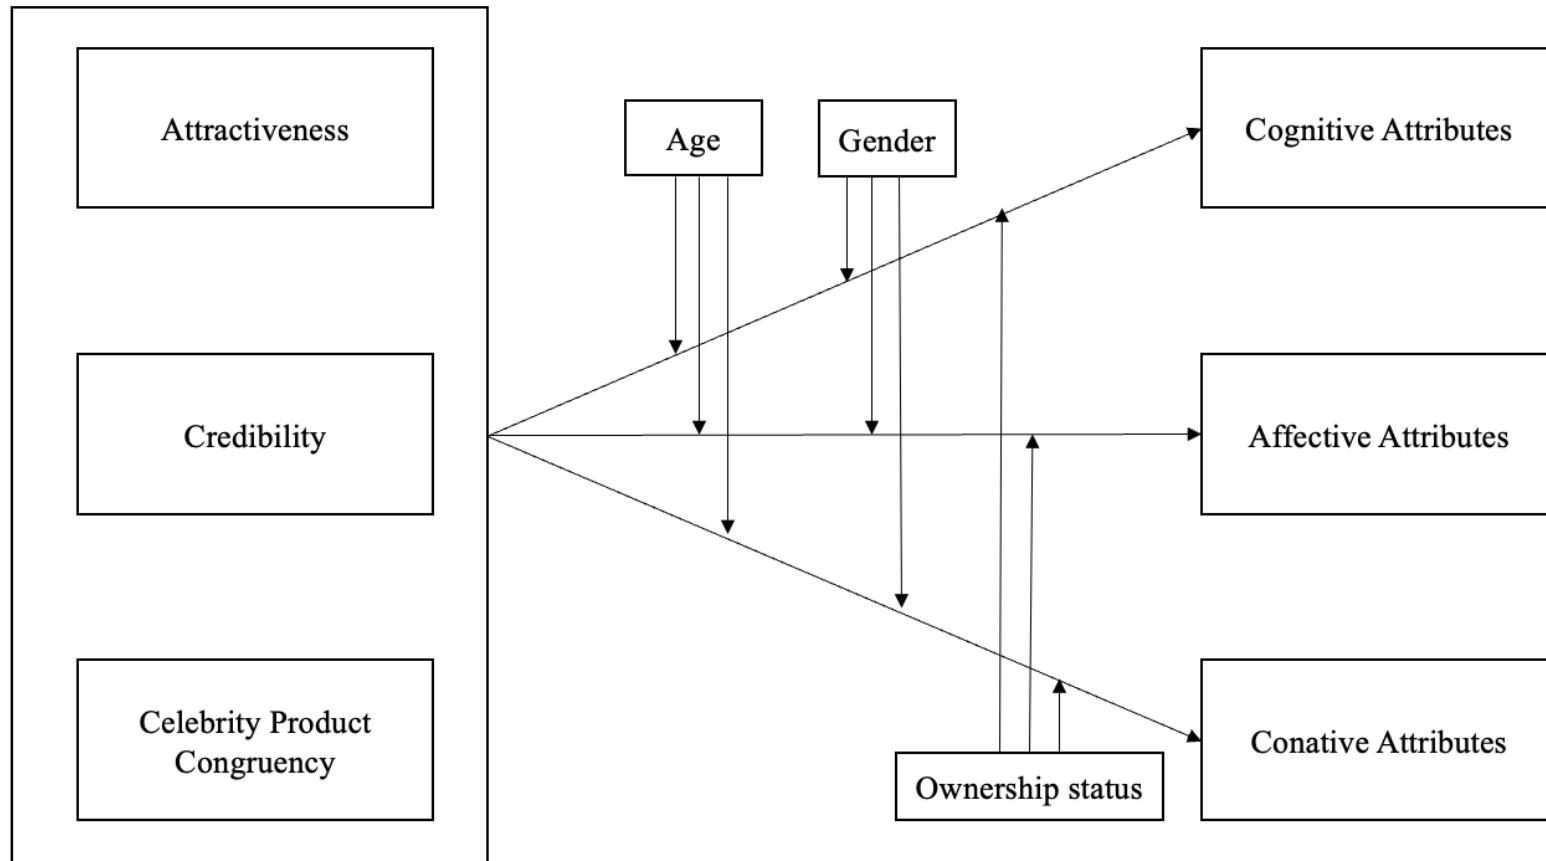 Attractiveness
Age
Gender
Cognitive Attributes
Credibility
Affective Attributes
Celebrity Product
Congruency
Conative Attributes
Ownership status